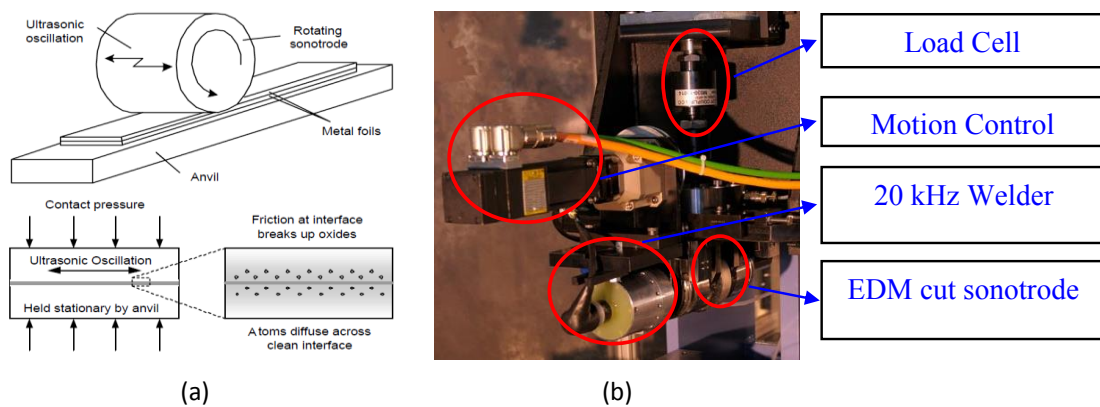 Ultrasonic
oscillation
Rotating
sonotrode
Metal foils
Anvil
Contact pressure
Ultrasonic Oscillation
Held stationary by anvil
Friction at interface
breaks up oxides
Atoms diffuse across
clean interface
(a)
Load Cell
Motion Control
20 kHz Welder
EDM cut sonotrode
(b)